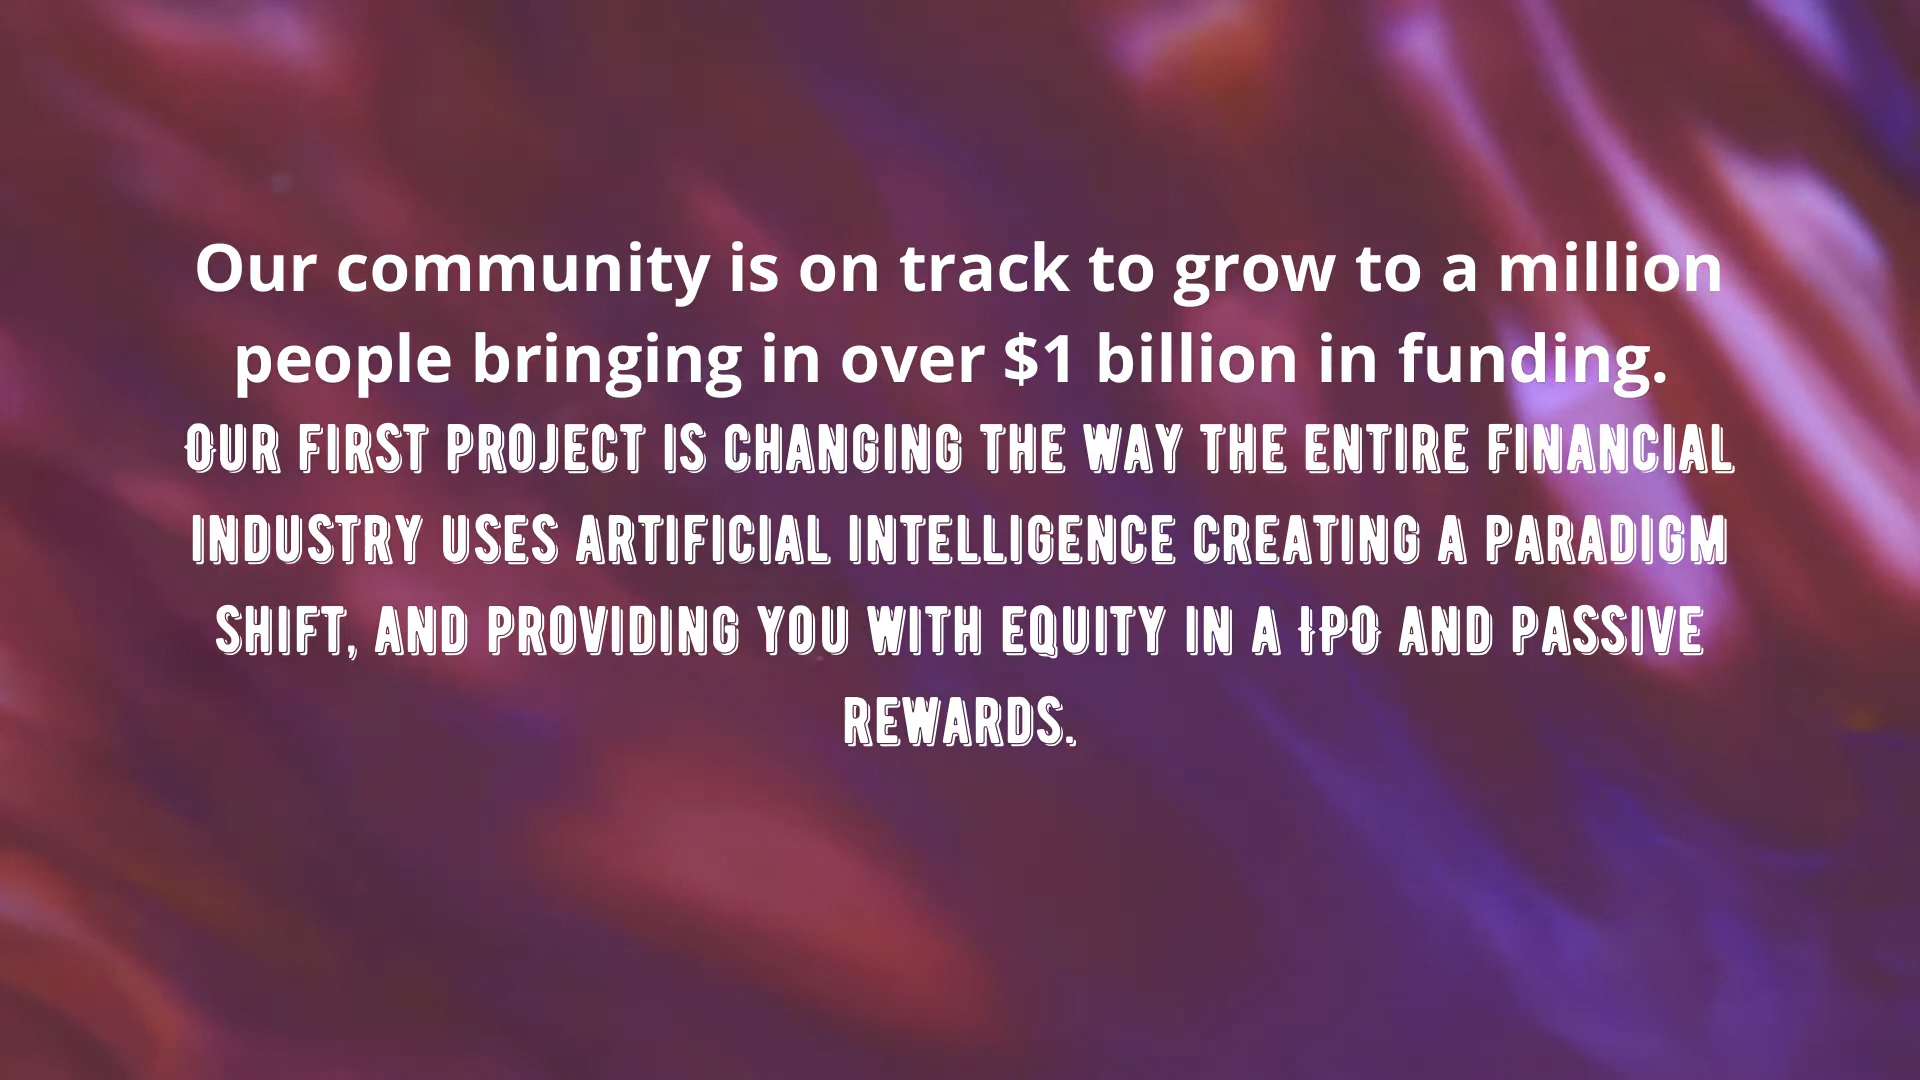 Our community is on track to grow to a million
people bringing in over $1 billion in funding.
OUR FIRST PROJECT IS CHANGING THE WAY THE ENTIRE FINANCIAL
INDUSTRY USES ARTIFICIAL INTELLIGENCE CREATING A PARADIGM
SHIFT, AND PROVIDING YOU WITH EQUITY IN A IPO AND PASSIVE
REWARDS.